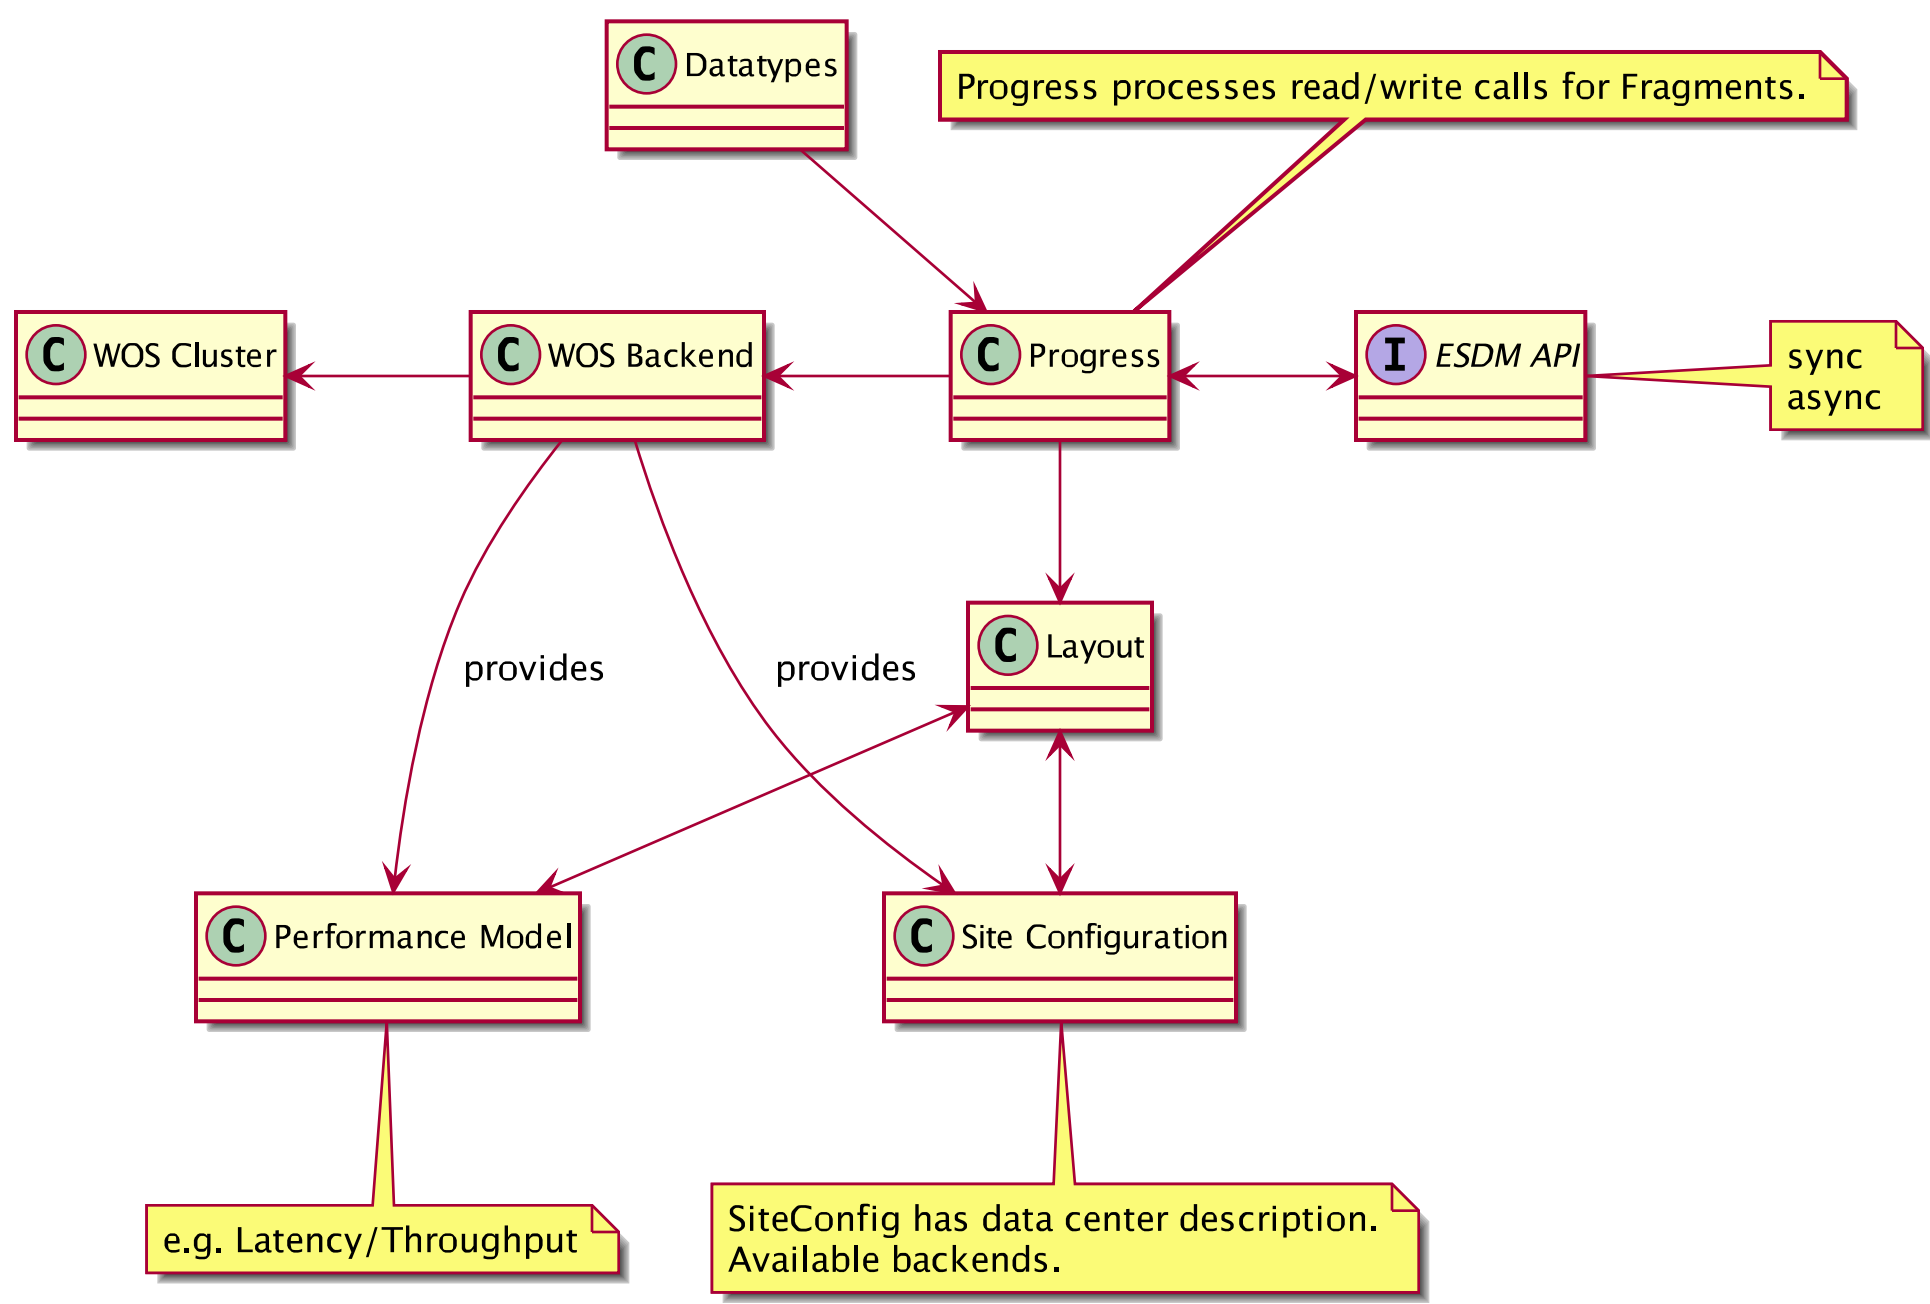 C Datatypes
Progress processes read/write calls for Fragments.
C WOS Cluster
C WOS Backend
C Progress
I ESDM API
sync
async
provides
provides
C Layout
C Performance Model
C Site Configuration
e.g. Latency/Throughput
SiteConfig has data center description.
Available backends.